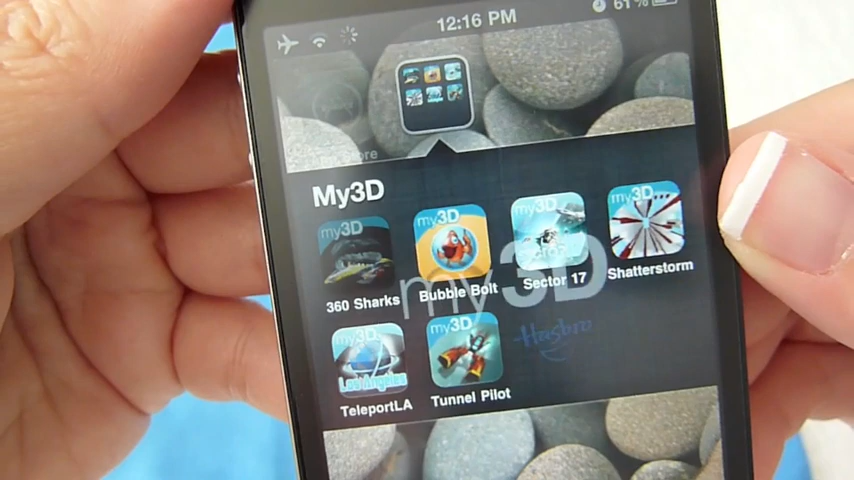 12:16 PM 61%
My3D
my3D my3D my3D my3D
360 Sharks Bubble Bolt Sector 17 Shatterstorm
my3D
Hasbro
my3D
Los Angeles
TeleportLA Tunnel Pilot